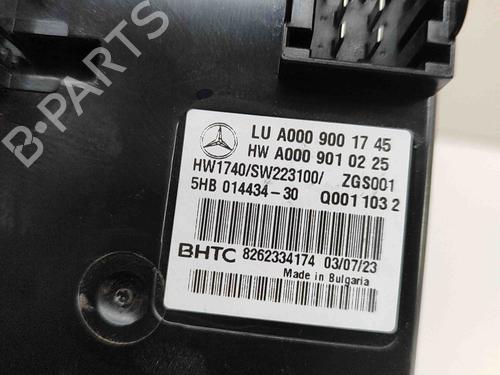 LU A000 900 17 45
HW A000 901 02 25
HW1740/SW223100/ ZGS001
5HB 014434-30 Q001 103 2
BHTC 8262334174 03/07/23
Made in Bulgaria
B-PARTS